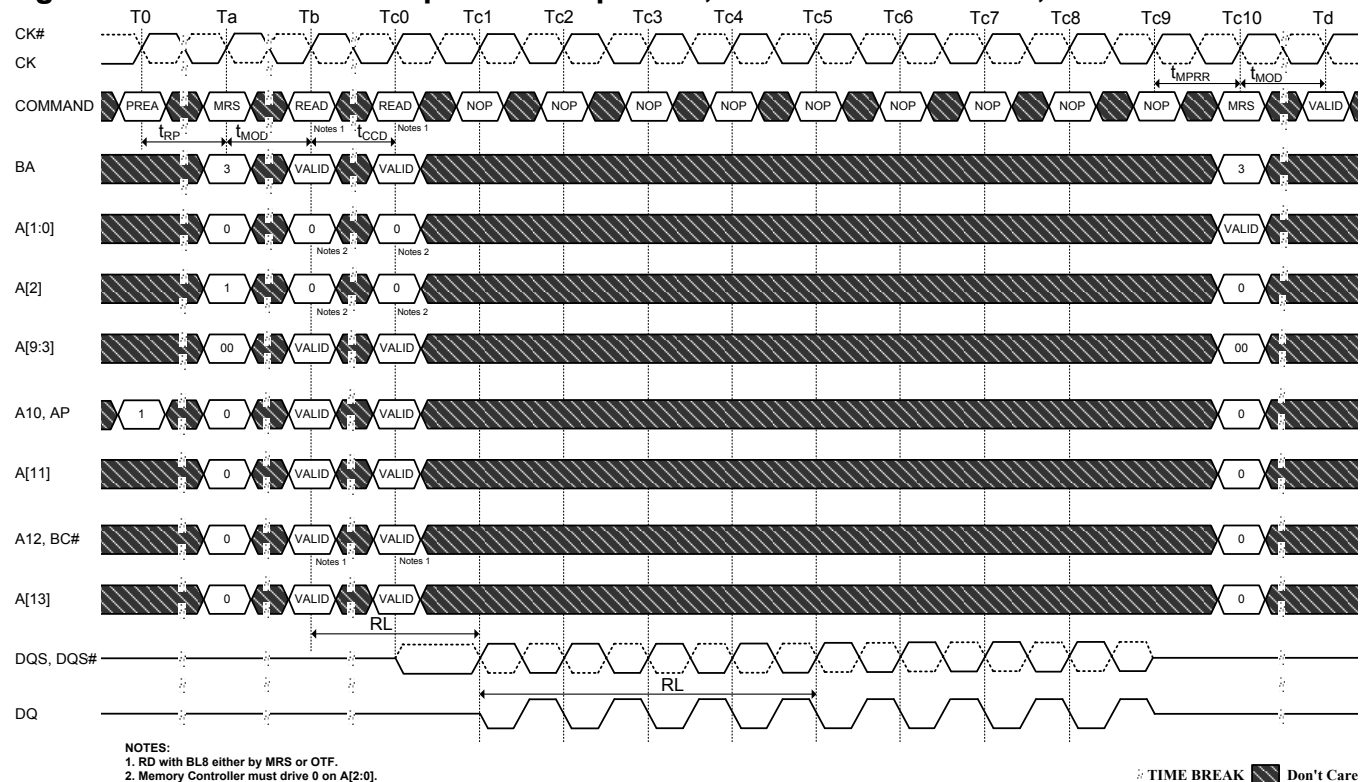 T0 Ta Tb Tc0 Tc1 Tc2 Tc3 Tc4 Tc5 Tc6 Tc7 Tc8 Tc9 Tc10 Td
CK#
CK
tMPRR tMOD
COMMAND PREA MRS READ READ NOP NOP NOP NOP NOP NOP NOP NOP NOP MRS VALID
tRP tMOD Notes 1 tCCD Notes 1
BA 3 VALID VALID 3
A[1:0] 0 0 0 VALID
Notes 2 Notes 2
A[2] 1 0 0 0
Notes 2 Notes 2
A[9:3] 00 VALID VALID 00
A10, AP 1 0 VALID VALID 0
A[11] 0 VALID VALID 0
A12, BC# 0 VALID VALID 0
Notes 1 Notes 1
A[13] 0 VALID VALID 0
RL
DQS, DQS#
RL
DQ
NOTES:
1. RD with BL8 either by MRS or OTF.
2. Memory Controller must drive 0 on A[2:0].
TIME BREAK Don't Care